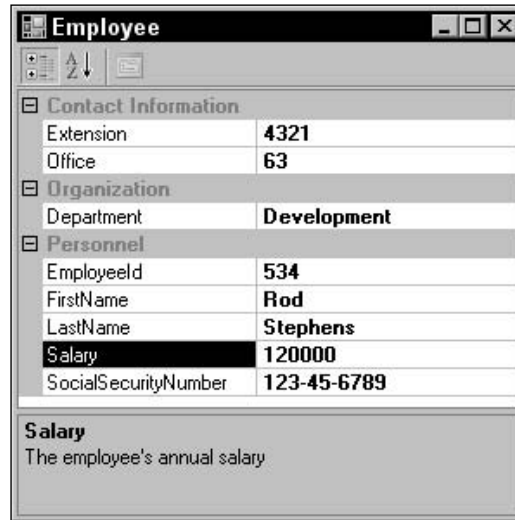 Employee
A
Z
Contact Information
Extension 4321
Office 63
Organization
Department Development
Personnel
EmployeeId 534
FirstName Rod
LastName Stephens
Salary 120000
SocialSecurityNumber 123-45-6789
Salary
The employee's annual salary